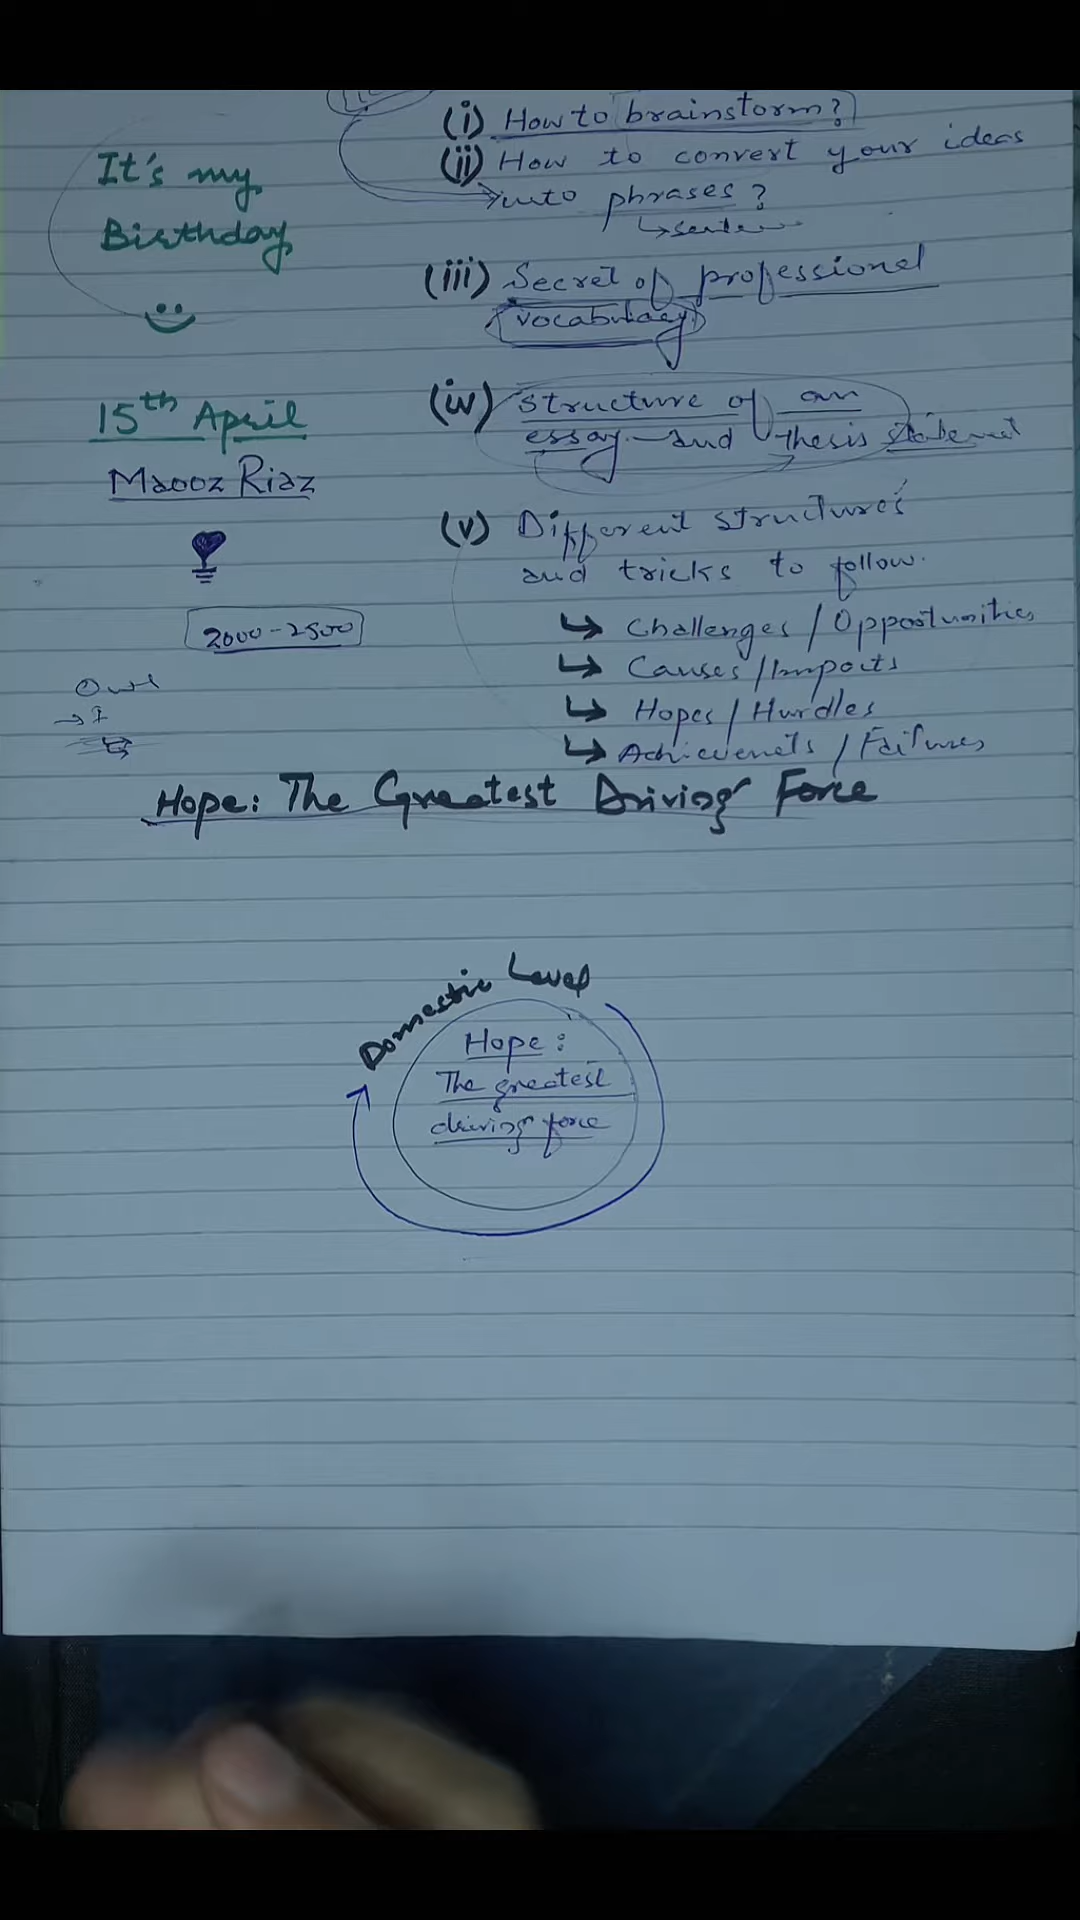 It's my
Birthday
15th April
Maooz Riaz
2000-2500
(i) How to brainstorm?
(ii) How to convert your ideas
into phrases?
(iii) Secret of professional
vocabulary
(iv) Structure of an
essay and thesis statement
(v) Different structures
and tricks to follow.
Challenges / Opportunities
Causes / Impacts
Hopes / Hurdles
Achievements / Failures
Hope: The Greatest Driving Force
Domestic Level
Hope:
The greatest
driving force